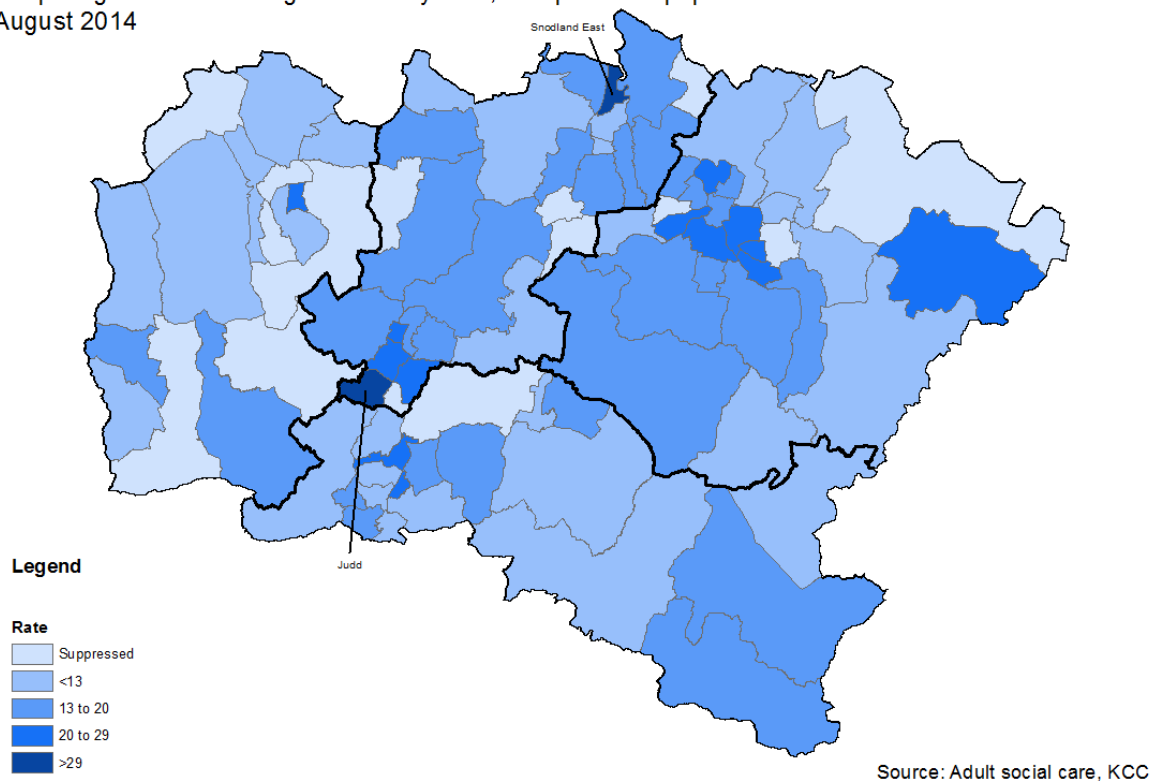 August 2014
Snodland East
Judd
Legend
Rate
Suppressed
<13
13 to 20
20 to 29
>29
Source: Adult social care, KCC